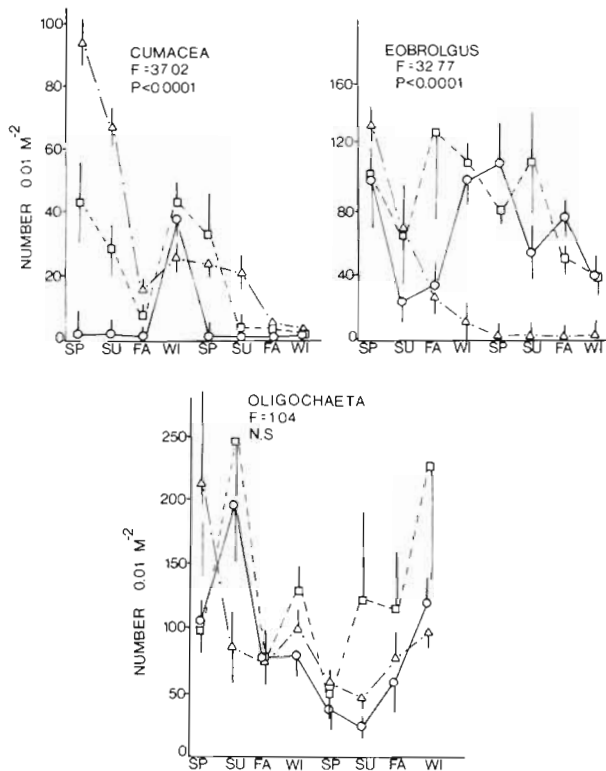 CUMACEA
F=37 02
P<0 0001
NUMBER 0.01 M-2
100
80
60
40
20
0
SP SU FA WI SP SU FA WI
EOBROLGUS
F=32 77
P<0.0001
160
120
80
40
0
SP SU FA WI SP SU FA WI
OLIGOCHAETA
F=1 04
N.S
NUMBER 0.01 M-2
250
200
150
100
50
0
SP SU FA WI SP SU FA WI